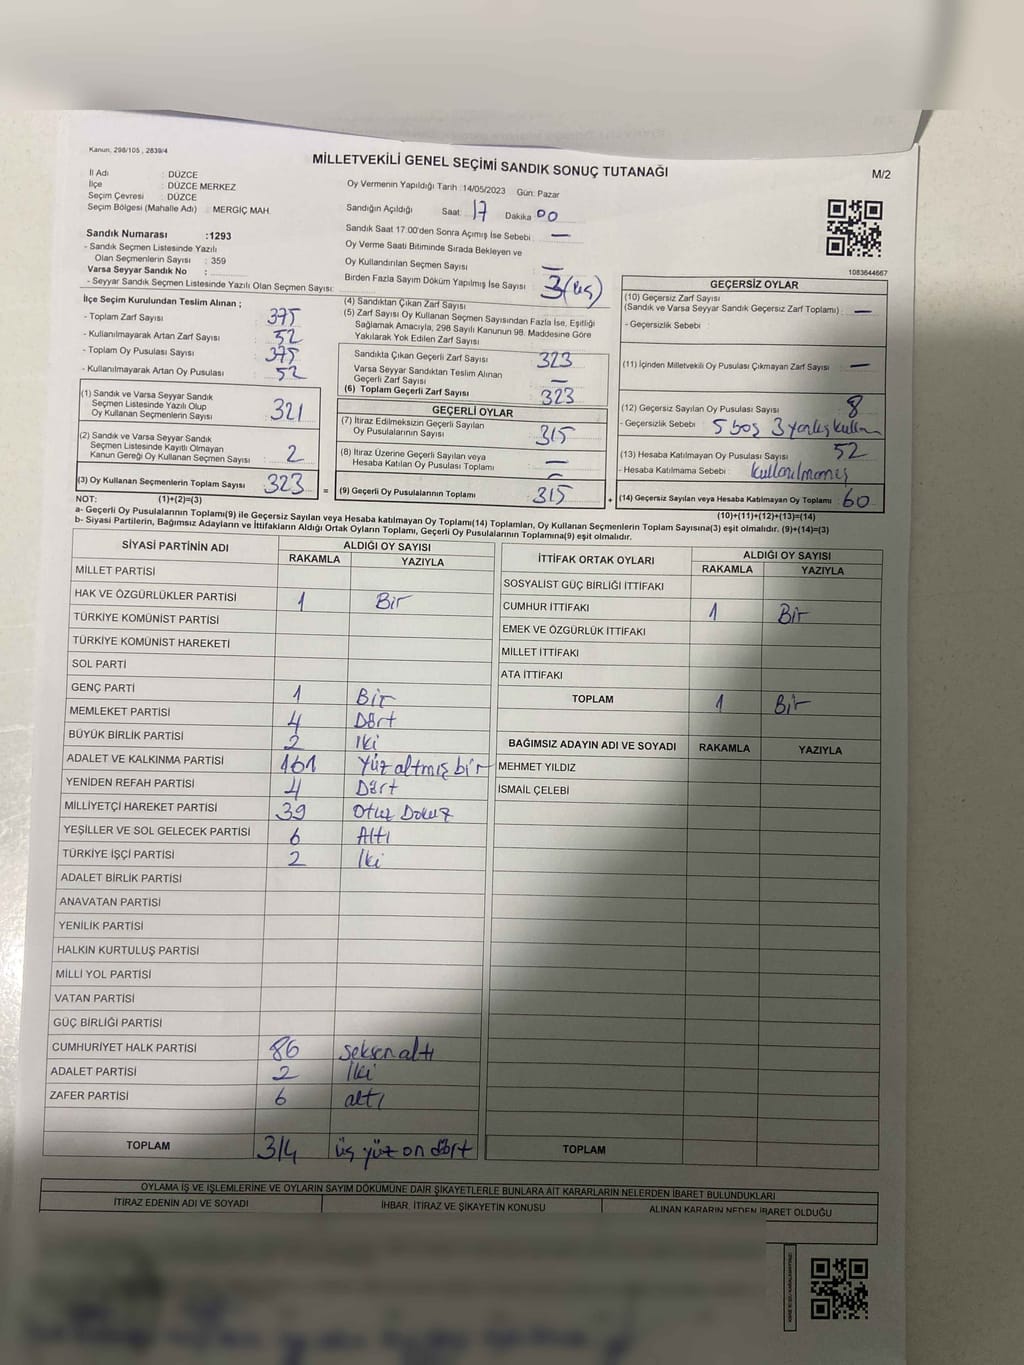 Kanun, 298/105 , 2839/4
MİLLETVEKİLİ GENEL SEÇİMİ SANDIK SONUÇ TUTANAĞI
M/2
İl Adı : DÜZCE
İlçe : DÜZCE MERKEZ
Seçim Çevresi : DÜZCE
Seçim Bölgesi (Mahalle Adı) : MERGİÇ MAH.
Sandık Numarası :1293
- Sandık Seçmen Listesinde Yazılı
Olan Seçmenlerin Sayısı : 359
Varsa Seyyar Sandık No :
- Seyyar Sandık Seçmen Listesinde Yazılı Olan Seçmen Sayısı:
Oy Vermenin Yapıldığı Tarih :14/05/2023 Gün: Pazar
Sandığın Açıldığı Saat 17 Dakika 00
Sandık Saat 17:00'den Sonra Açımış İse Sebebi : —
Oy Verme Saati Bitiminde Sırada Bekleyen ve
Oy Kullandırılan Seçmen Sayısı —
Birden Fazla Sayım Döküm Yapılmış İse Sayısı 3 (üç)
1083644667
İlçe Seçim Kurulundan Teslim Alınan ;
- Toplam Zarf Sayısı : 375
- Kullanılmayarak Artan Zarf Sayısı : 52
- Toplam Oy Pusulası Sayısı : 375
- Kullanılmayarak Artan Oy Pusulası : 52
(1) Sandık ve Varsa Seyyar Sandık
Seçmen Listesinde Yazılı Olup
Oy Kullanan Seçmenlerin Sayısı 321
(2) Sandık ve Varsa Seyyar Sandık
Seçmen Listesinde Kayıtlı Olmayan
Kanun Gereği Oy Kullanan Seçmen Sayısı 2
(3) Oy Kullanan Seçmenlerin Toplam Sayısı 323
=
(4) Sandıktan Çıkan Zarf Sayısı
(5) Zarf Sayısı Oy Kullanan Seçmen Sayısından Fazla İse, Eşitliği
Sağlamak Amacıyla, 298 Sayılı Kanunun 98. Maddesine Göre
Yakılarak Yok Edilen Zarf Sayısı
Sandıkta Çıkan Geçerli Zarf Sayısı 323
Varsa Seyyar Sandıktan Teslim Alınan
Geçerli Zarf Sayısı —
(6) Toplam Geçerli Zarf Sayısı 323
GEÇERLİ OYLAR
(7) İtiraz Edilmeksizin Geçerli Sayılan
Oy Pusulalarının Sayısı 315
(8) İtiraz Üzerine Geçerli Sayılan veya
Hesaba Katılan Oy Pusulası Toplamı —
(9) Geçerli Oy Pusulalarının Toplamı 315
+
GEÇERSİZ OYLAR
(10) Geçersiz Zarf Sayısı
(Sandık ve Varsa Seyyar Sandık Geçersiz Zarf Toplamı) : —
- Geçersizlik Sebebi :
(11) İçinden Milletvekili Oy Pusulası Çıkmayan Zarf Sayısı —
(12) Geçersiz Sayılan Oy Pusulası Sayısı 8
- Geçersizlik Sebebi : 5 boş 3 yanlış kullanı
(13) Hesaba Katılmayan Oy Pusulası Sayısı 52
- Hesaba Katılmama Sebebi : kullanılmamış
(14) Geçersiz Sayılan veya Hesaba Katılmayan Oy Toplamı 60
NOT: (1)+(2)=(3)
(10)+(11)+(12)+(13)=(14)
a- Geçerli Oy Pusulalarının Toplamı(9) ile Geçersiz Sayılan veya Hesaba katılmayan Oy Toplamı(14) Toplamları, Oy Kullanan Seçmenlerin Toplam Sayısına(3) eşit olmalıdır. (9)+(14)=(3)
b- Siyasi Partilerin, Bağımsız Adayların ve İttifakların Aldığı Ortak Oyların Toplamı, Geçerli Oy Pusulalarının Toplamına(9) eşit olmalıdır.
SİYASİ PARTİNİN ADI ALDIĞI OY SAYISI
RAKAMLA YAZIYLA
MİLLET PARTİSİ
HAK VE ÖZGÜRLÜKLER PARTİSİ 1 Bir
TÜRKİYE KOMÜNİST PARTİSİ
TÜRKİYE KOMÜNİST HAREKETİ
SOL PARTİ
GENÇ PARTİ 1 Bir
MEMLEKET PARTİSİ 4 Dört
BÜYÜK BİRLİK PARTİSİ 2 İki
ADALET VE KALKINMA PARTİSİ 161 Yüz altmış bir
YENİDEN REFAH PARTİSİ 4 Dört
MİLLİYETÇİ HAREKET PARTİSİ 39 Otuz Dokuz
YEŞİLLER VE SOL GELECEK PARTİSİ 6 Altı
TÜRKİYE İŞÇİ PARTİSİ 2 İki
ADALET BİRLİK PARTİSİ
ANAVATAN PARTİSİ
YENİLİK PARTİSİ
HALKIN KURTULUŞ PARTİSİ
MİLLİ YOL PARTİSİ
VATAN PARTİSİ
GÜÇ BİRLİĞİ PARTİSİ
CUMHURİYET HALK PARTİSİ 86 seksen altı
ADALET PARTİSİ 2 İki
ZAFER PARTİSİ 6 altı
TOPLAM 314 üç yüz on dört
İTTİFAK ORTAK OYLARI ALDIĞI OY SAYISI
RAKAMLA YAZIYLA
SOSYALİST GÜÇ BİRLİĞİ İTTİFAKI
CUMHUR İTTİFAKI 1 Bir
EMEK VE ÖZGÜRLÜK İTTİFAKI
MİLLET İTTİFAKI
ATA İTTİFAKI
TOPLAM 1 Bir
BAĞIMSIZ ADAYIN ADI VE SOYADI RAKAMLA YAZIYLA
MEHMET YILDIZ
İSMAİL ÇELEBİ
TOPLAM
OYLAMA İŞ VE İŞLEMLERİNE VE OYLARIN SAYIM DÖKÜMÜNE DAİR ŞİKAYETLERLE BUNLARA AİT KARARLARIN NELERDEN İBARET BULUNDUKLARI
İTİRAZ EDENİN ADI VE SOYADI İHBAR, İTİRAZ VE ŞİKAYETİN KONUSU ALINAN KARARIN NEDEN İBARET OLDUĞU